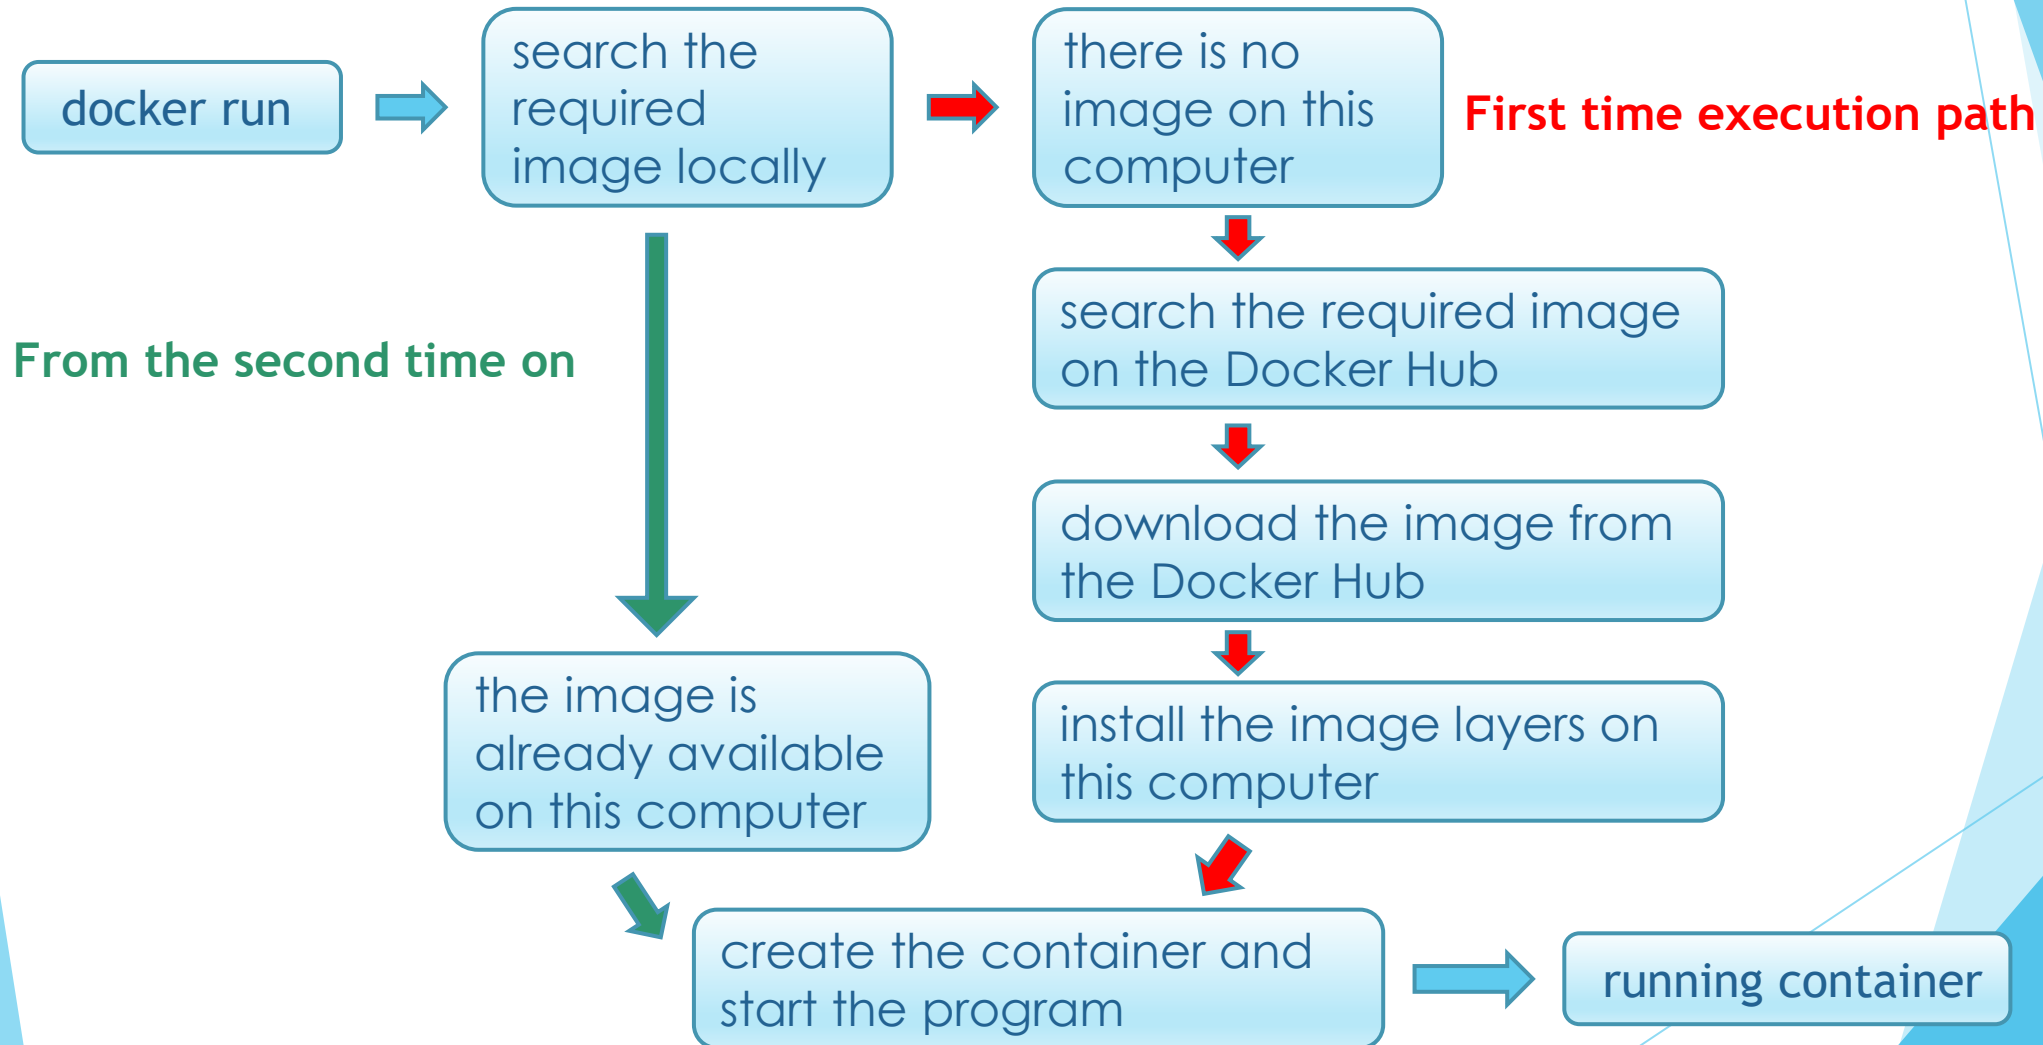 docker run
search the
required
image locally
there is no
image on this
computer
First time execution path
search the required image
on the Docker Hub
From the second time on
download the image from
the Docker Hub
the image is
already available
on this computer
install the image layers on
this computer
create the container and
start the program
running container